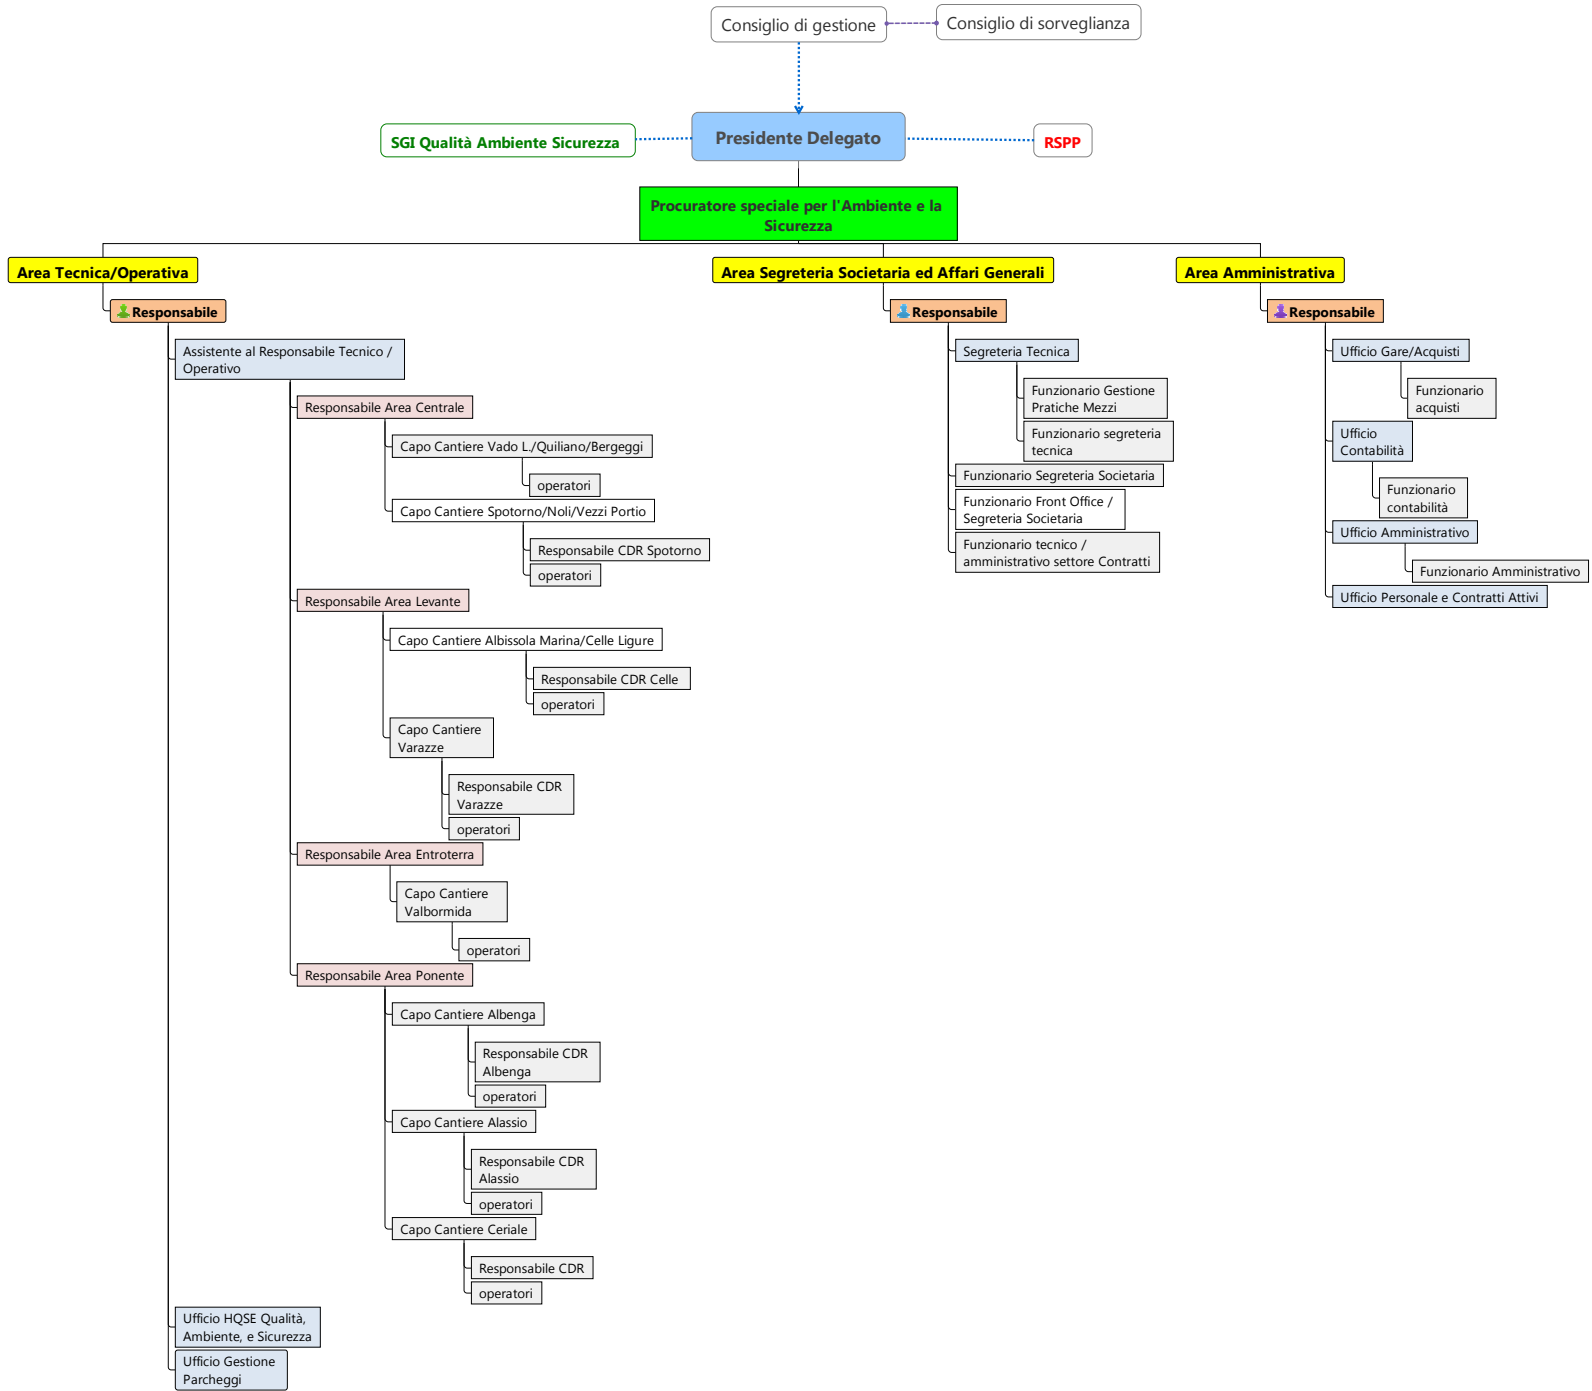 Consiglio di gestione
Consiglio di sorveglianza
SGI Qualità Ambiente Sicurezza
Presidente Delegato
RSPP
Procuratore speciale per l'Ambiente e la
Sicurezza
Area Tecnica/Operativa
Responsabile
Assistente al Responsabile Tecnico /
Operativo
Responsabile Area Centrale
Capo Cantiere Vado L./Quiliano/Bergeggi
operatori
Capo Cantiere Spotorno/Noli/Vezzi Portio
Responsabile CDR Spotorno
operatori
Responsabile Area Levante
Capo Cantiere Albissola Marina/Celle Ligure
Responsabile CDR Celle
operatori
Capo Cantiere
Varazze
Responsabile CDR
Varazze
operatori
Responsabile Area Entroterra
Capo Cantiere
Valbormida
operatori
Responsabile Area Ponente
Capo Cantiere Albenga
Responsabile CDR
Albenga
operatori
Capo Cantiere Alassio
Responsabile CDR
Alassio
operatori
Capo Cantiere Ceriale
Responsabile CDR
operatori
Ufficio HQSE Qualità,
Ambiente, e Sicurezza
Ufficio Gestione
Parcheggi
Area Segreteria Societaria ed Affari Generali
Responsabile
Segreteria Tecnica
Funzionario Gestione
Pratiche Mezzi
Funzionario segreteria
tecnica
Funzionario Segreteria Societaria
Funzionario Front Office /
Segreteria Societaria
Funzionario tecnico /
amministrativo settore Contratti
Area Amministrativa
Responsabile
Ufficio Gare/Acquisti
Funzionario
acquisti
Ufficio
Contabilità
Funzionario
contabilità
Ufficio Amministrativo
Funzionario Amministrativo
Ufficio Personale e Contratti Attivi